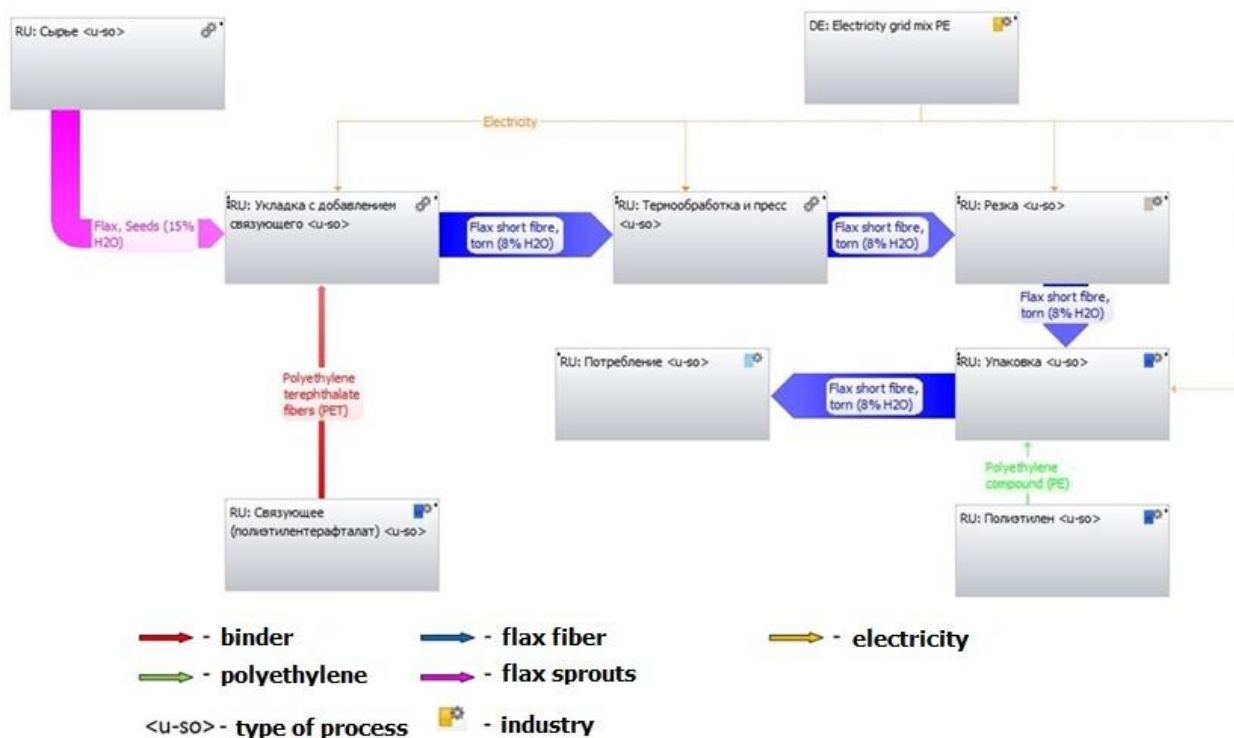 RU: Сырье <u-so>
DE: Electricity grid mix PE
Electricity
Flax, Seeds (15%
H2O)
RU: Укладка с добавлением
связующего <u-so>
Flax short fibre,
torn (8% H2O)
RU: Термообработка и пресс
<u-so>
Flax short fibre,
torn (8% H2O)
RU: Резка <u-so>
Flax short fibre,
torn (8% H2O)
RU: Потребление <u-so>
Flax short fibre,
torn (8% H2O)
RU: Упаковка <u-so>
Polyethylene
terephthalate
fibers (PET)
Polyethylene
compound (PE)
RU: Связующее
(полиэтилентерафталат) <u-so>
RU: Полиэтилен <u-so>
- binder
- flax fiber
- electricity
- polyethylene
- flax sprouts
<u-so> - type of process
- industry